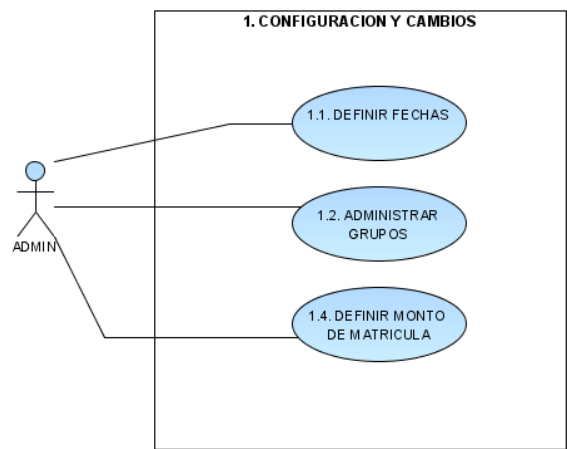 1. CONFIGURACION Y CAMBIOS
1.1. DEFINIR FECHAS
1.2. ADMINISTRAR
GRUPOS
ADMIN
1.4. DEFINIR MONTO
DE MATRICULA